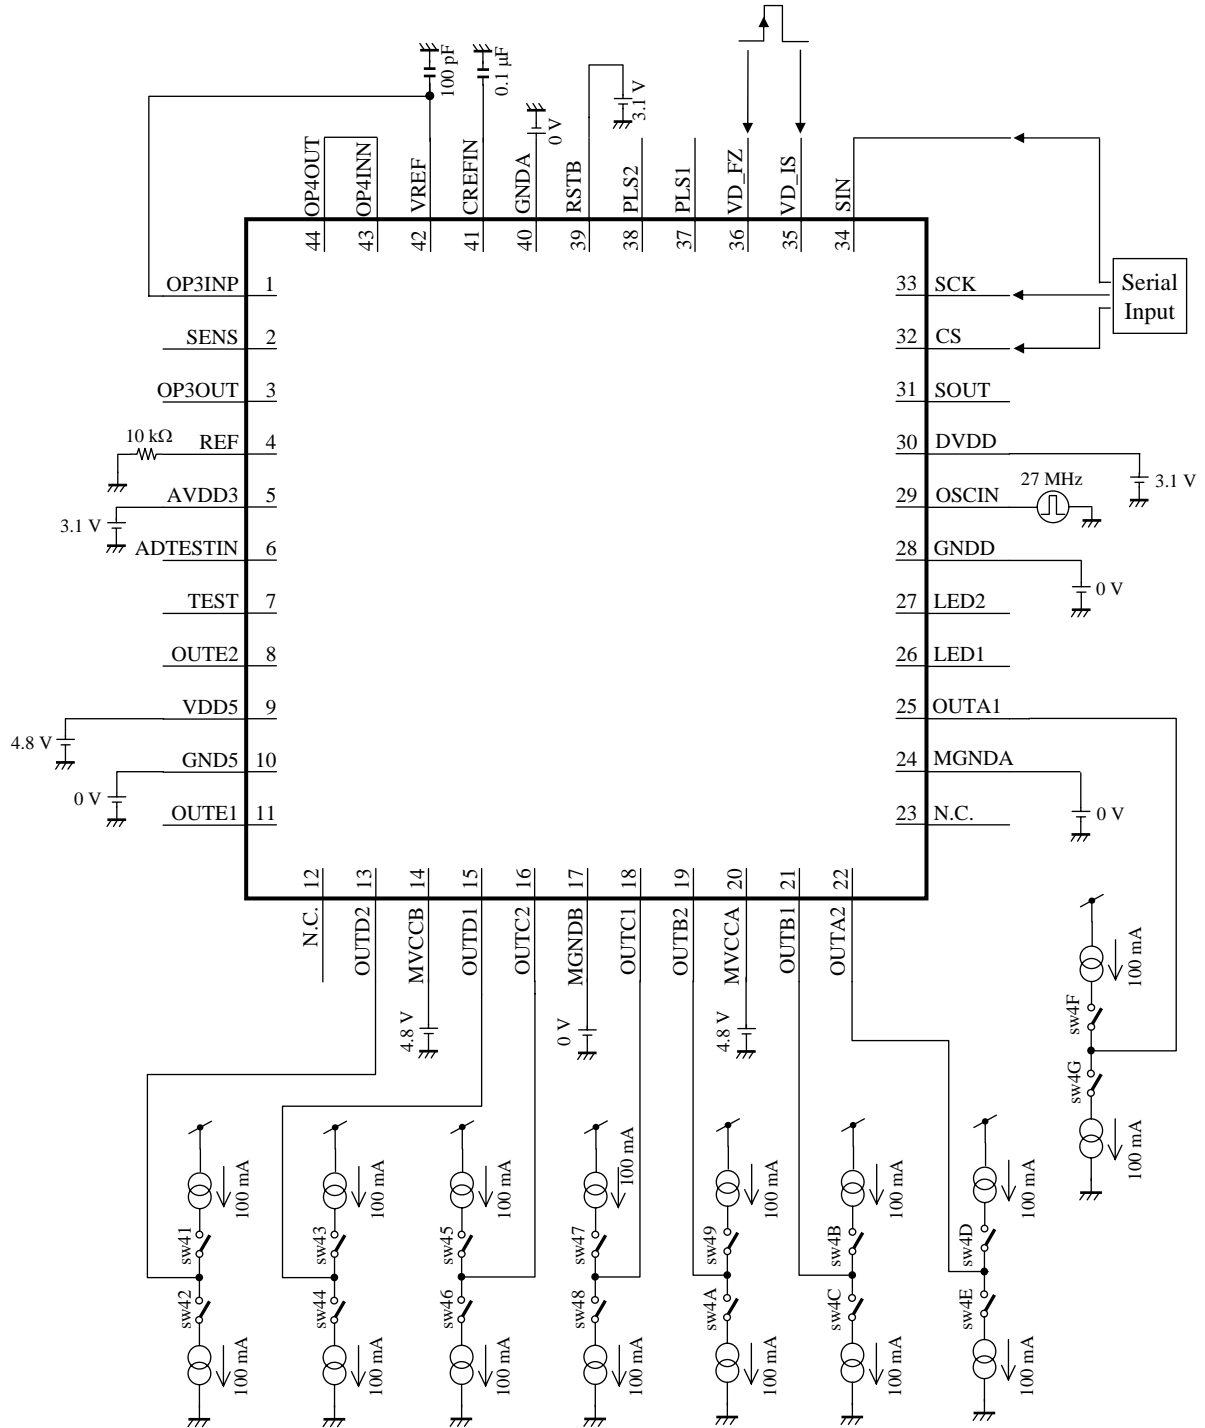 100 pF
0.1 µF
0 V
3.1 V
OP4OUT
OP4INN
VREF
CREFIN
GNDA
RSTB
PLS2
PLS1
VD_FZ
VD_IS
SIN
44
43
42
41
40
39
38
37
36
35
34
OP3INP 1
SENS 2
OP3OUT 3
10 kΩ
REF 4
AVDD3 5
3.1 V
ADTESTIN 6
TEST 7
OUTE2 8
VDD5 9
4.8 V
GND5 10
0 V
OUTE1 11
33 SCK
Serial
Input
32 CS
31 SOUT
30 DVDD
3.1 V
27 MHz
29 OSCIN
28 GNDD
0 V
27 LED2
26 LED1
25 OUTA1
24 MGNDA
0 V
23 N.C.
12
13
14
15
16
17
18
19
20
21
22
N.C.
OUTD2
MVCCB
OUTD1
OUTC2
MGNDB
OUTC1
OUTB2
MVCCA
OUTB1
OUTA2
4.8 V
0 V
4.8 V
100 mA
sw4F
sw4G
100 mA
100 mA
100 mA
100 mA
100 mA
100 mA
100 mA
100 mA
sw41
sw43
sw45
sw47
sw49
sw4B
sw4D
sw42
sw44
sw46
sw48
sw4A
sw4C
sw4E
100 mA
100 mA
100 mA
100 mA
100 mA
100 mA
100 mA